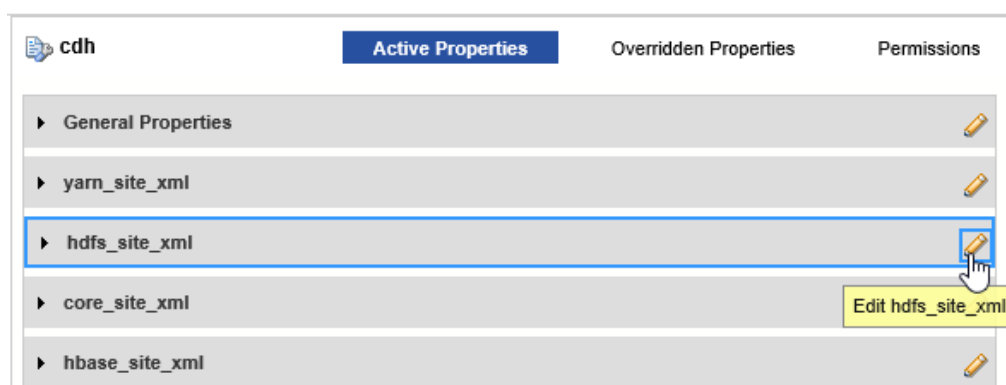 cdh Active Properties Overridden Properties Permissions
General Properties
yarn_site_xml
hdfs_site_xml
core_site_xml
Edit hdfs_site_xml
hbase_site_xml